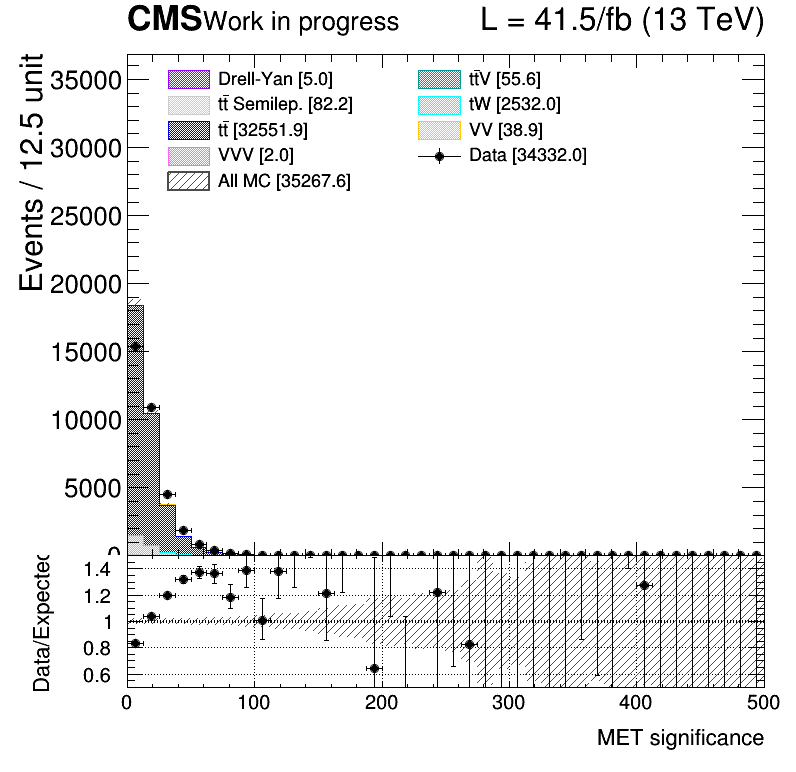 CMS Work in progress L = 41.5/fb (13 TeV)
Drell-Yan [5.0] tt̄V [55.6]
tt̄ Semilep. [82.2] tW [2532.0]
tt̄ [32551.9] VV [38.9]
VVV [2.0] Data [34332.0]
All MC [35267.6]
Events / 12.5 unit
35000
30000
25000
20000
15000
10000
5000
0
Data/Expected
1.4
1.2
1
0.8
0.6
0 100 200 300 400 500
MET significance